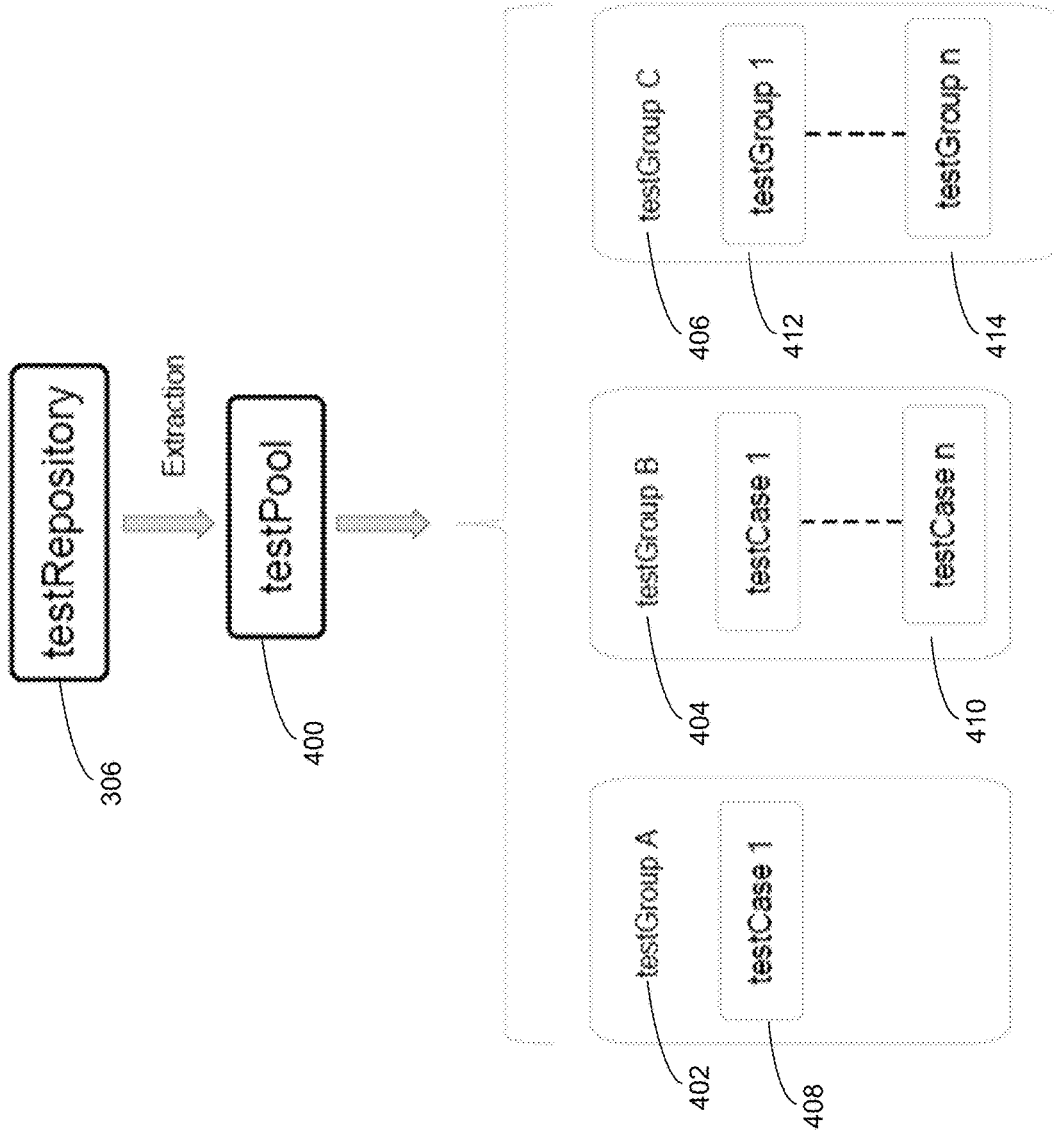 testRepository
306
Extraction
testPool
400
testGroup A
402
testCase 1
408
testGroup B
404
testCase 1
testCase n
410
testGroup C
406
testGroup 1
412
testGroup n
414